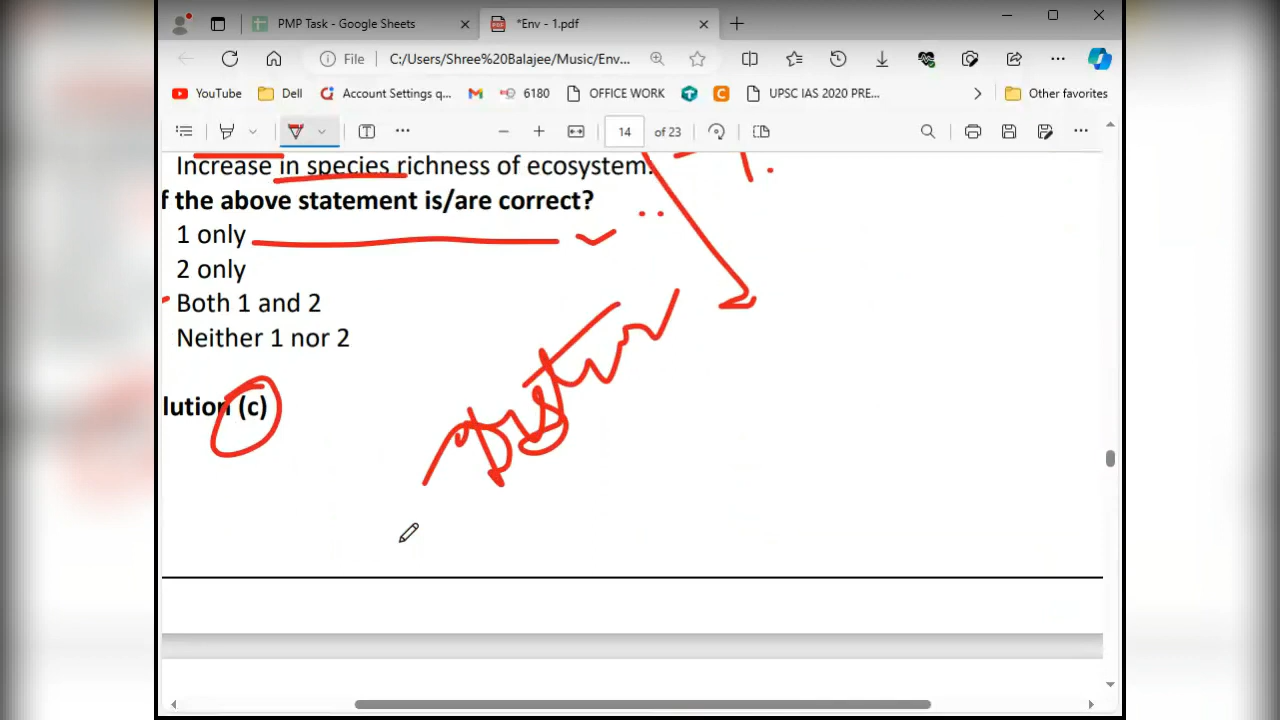 PMP Task - Google Sheets
*Env - 1.pdf
File
C:/Users/Shree%20Balajee/Music/Env...
YouTube
Dell
Account Settings q...
6180
OFFICE WORK
UPSC IAS 2020 PRE...
Other favorites
14 of 23
Increase in species richness of ecosystem.
f the above statement is/are correct?
1 only
2 only
Both 1 and 2
Neither 1 nor 2
lution (c)